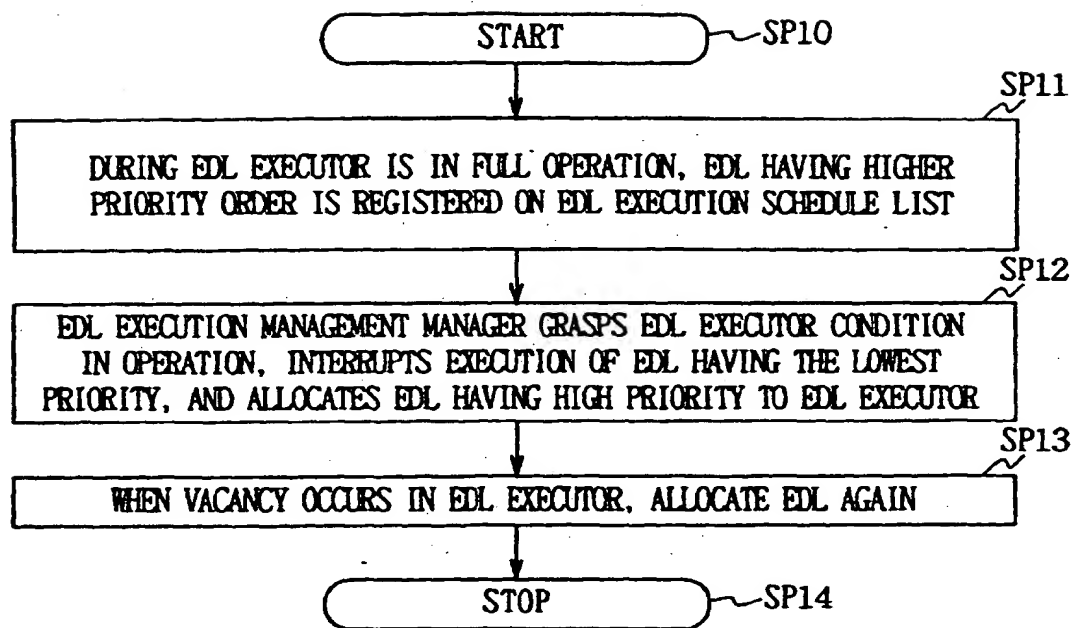 START
SP10
SP11
DURING EDL EXECUTOR IS IN FULL OPERATION, EDL HAVING HIGHER
PRIORITY ORDER IS REGISTERED ON EDL EXECUTION SCHEDULE LIST
SP12
EDL EXECUTION MANAGEMENT MANAGER GRASPS EDL EXECUTOR CONDITION
IN OPERATION, INTERRUPTS EXECUTION OF EDL HAVING THE LOWEST
PRIORITY, AND ALLOCATES EDL HAVING HIGH PRIORITY TO EDL EXECUTOR
SP13
WHEN VACANCY OCCURS IN EDL EXECUTOR, ALLOCATE EDL AGAIN
STOP
SP14